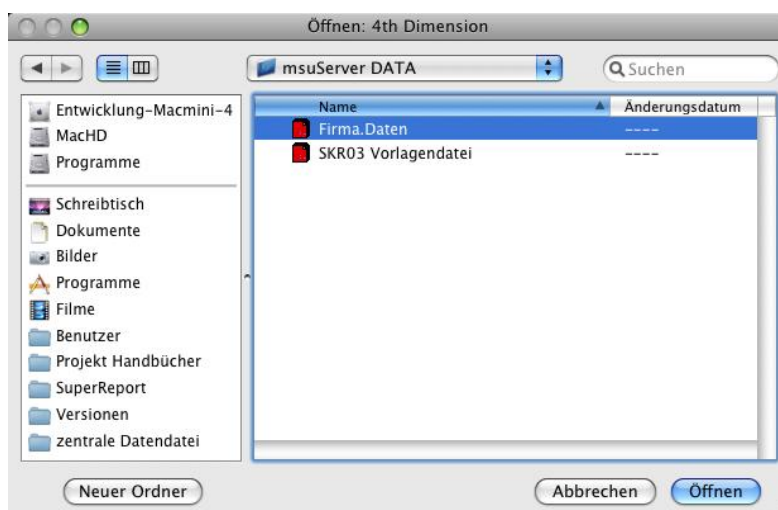 Öffnen: 4th Dimension
msuServer DATA
Suchen
Entwicklung-Macmini-4
MacHD
Programme
Schreibtisch
Dokumente
Bilder
Programme
Filme
Benutzer
Projekt Handbücher
SuperReport
Versionen
zentrale Datendatei
Name Änderungsdatum
Firma.Daten ----
SKR03 Vorlagendatei ----
Neuer Ordner Abbrechen Öffnen